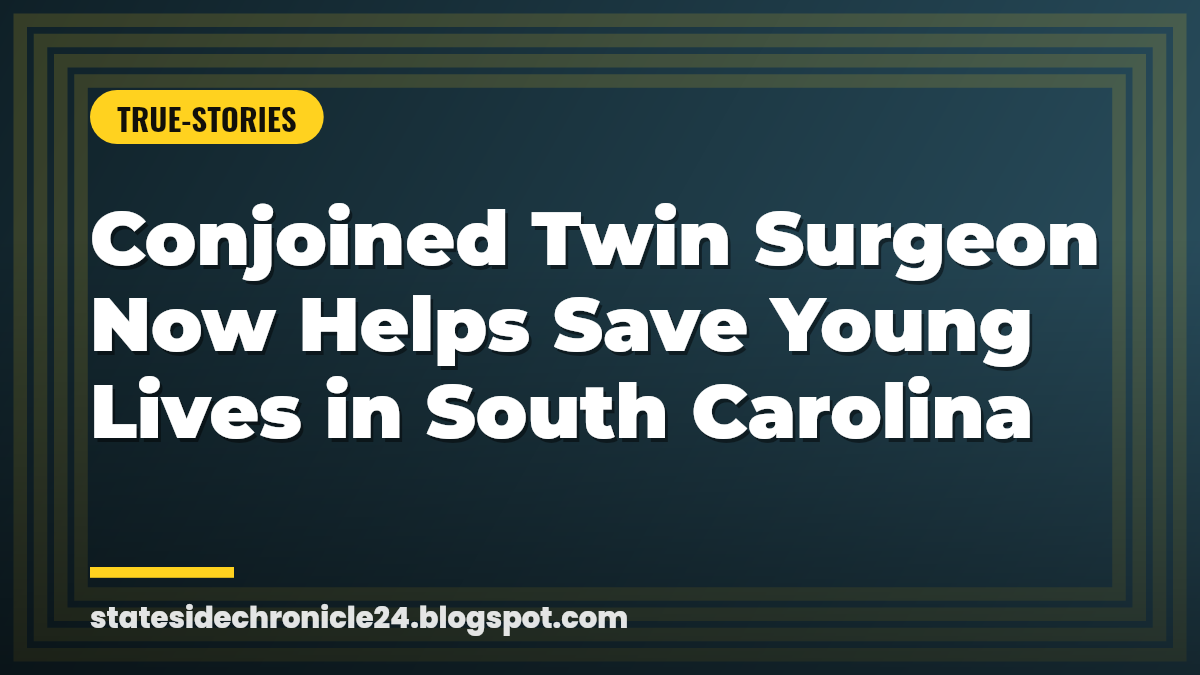 TRUE-STORIES
Conjoined Twin Surgeon
Now Helps Save Young
Lives in South Carolina
statesidechronicle24.blogspot.com